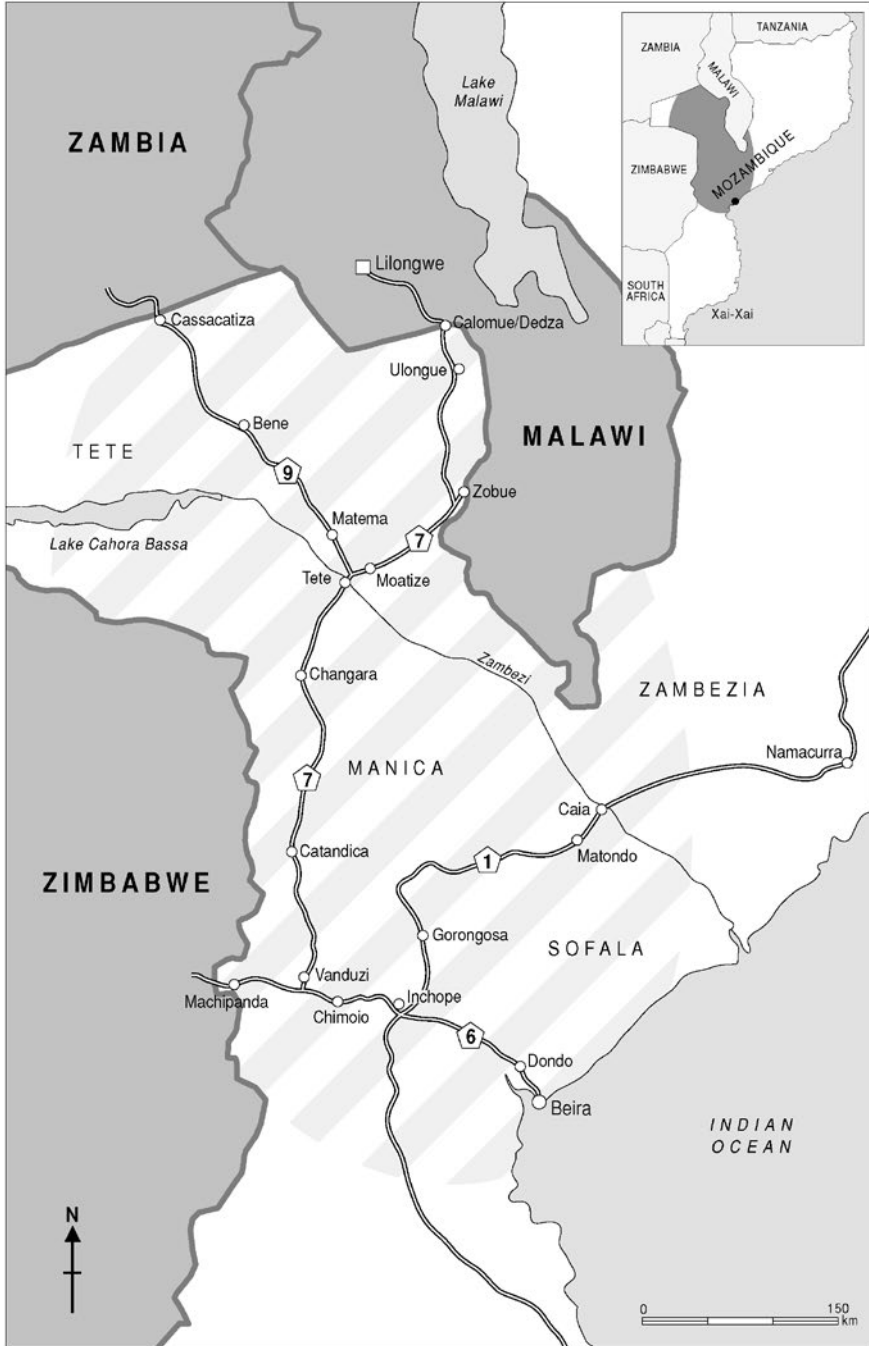 TANZANIA
ZAMBIA
MALAWI
MOZAMBIQUE
ZIMBABWE
SOUTH
AFRICA
Xai-Xai
Lake
Malawi
ZAMBIA
Lilongwe
Cassacatiza
Calomue/Dedza
Ulongue
Bene
MALAWI
TETE
9
Zobue
Matema
7
Lake Cahora Bassa
Tete
Moatize
Zambezi
Changara
ZAMBEZIA
Namacurra
MANICA
7
Caia
Matondo
Catandica
1
ZIMBABWE
Gorongosa
SOFALA
Vanduzi
Machipanda
Chimoio
Inchope
6
Dondo
Beira
INDIAN
OCEAN
N
0 150
km